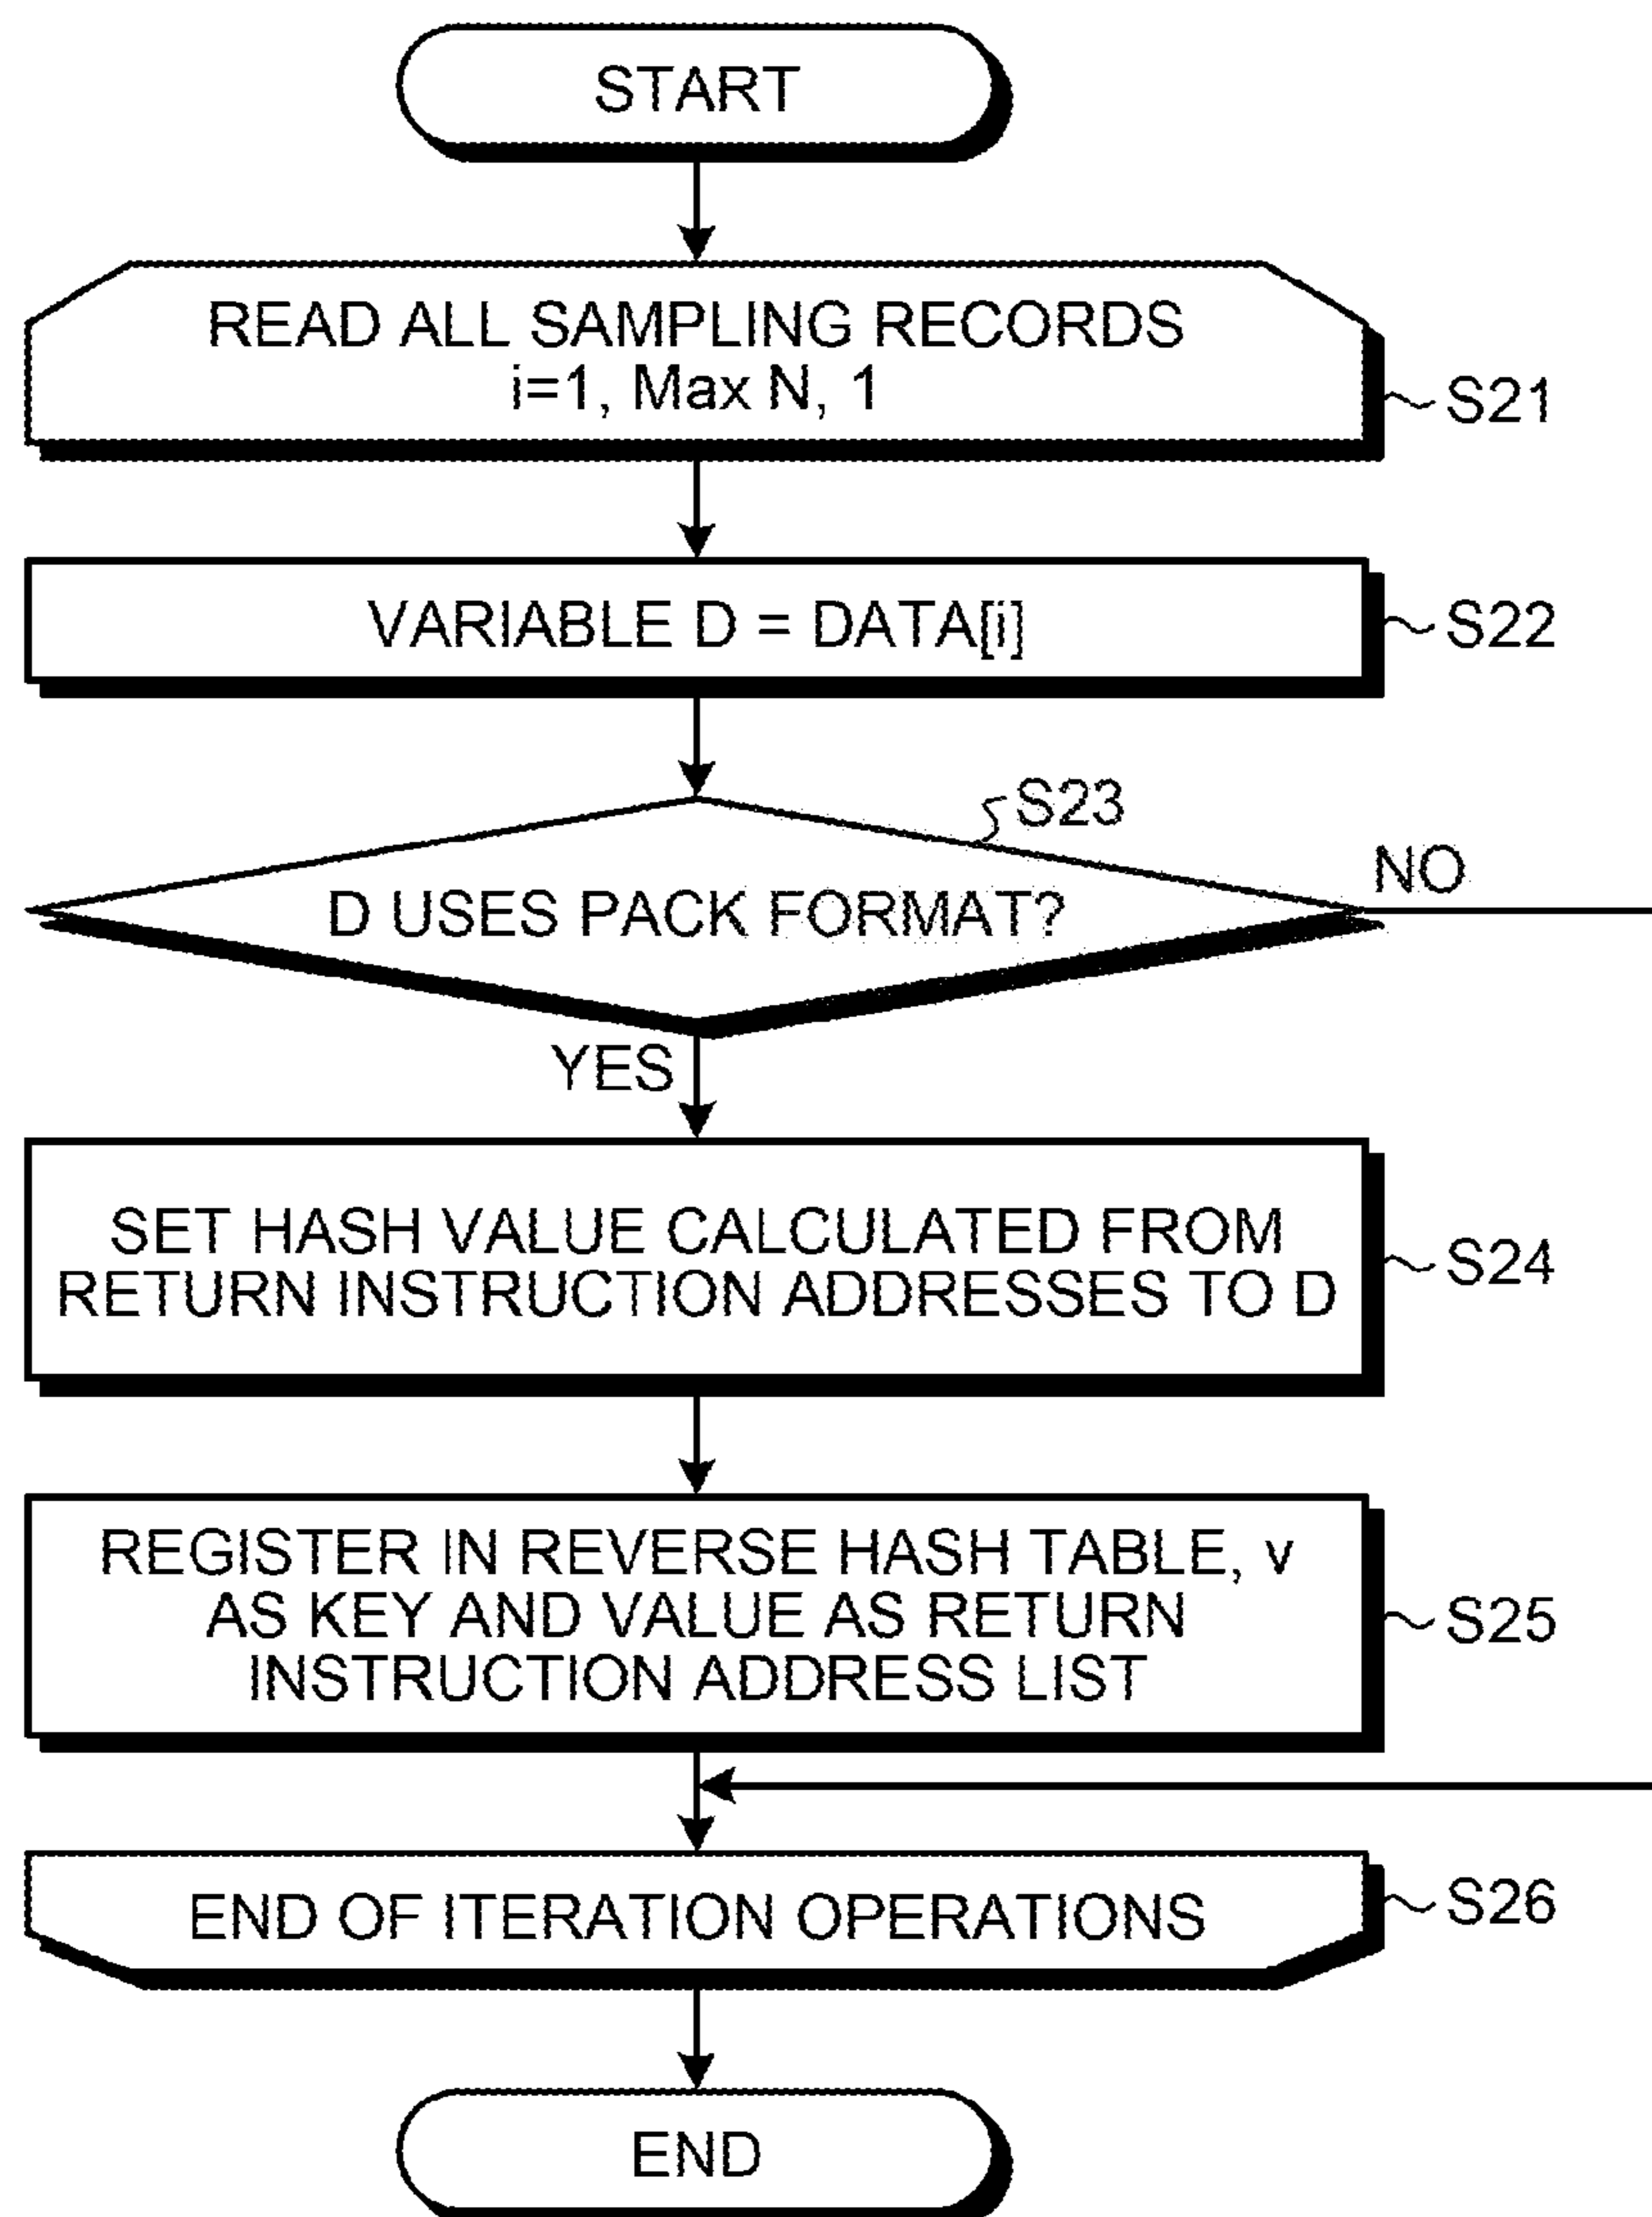 START
READ ALL SAMPLING RECORDS
i=1, Max N, 1
S21
VARIABLE D = DATA[i]
S22
S23
D USES PACK FORMAT?
NO
YES
SET HASH VALUE CALCULATED FROM
RETURN INSTRUCTION ADDRESSES TO D
S24
REGISTER IN REVERSE HASH TABLE, v
AS KEY AND VALUE AS RETURN
INSTRUCTION ADDRESS LIST
S25
END OF ITERATION OPERATIONS
S26
END